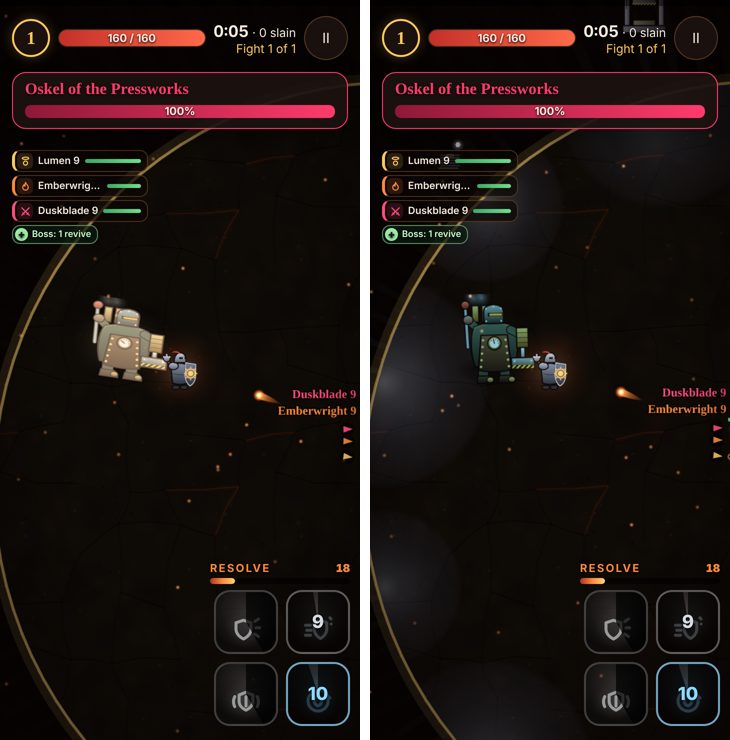 1
160 / 160
0:05 · 0 slain
Fight 1 of 1
Oskel of the Pressworks
100%
Lumen 9
Emberwrig...
Duskblade 9
Boss: 1 revive
Duskblade 9
Emberwright 9
RESOLVE 18
9
10
1
160 / 160
0:05 · 0 slain
Fight 1 of 1
Oskel of the Pressworks
100%
Lumen 9
Emberwrig...
Duskblade 9
Boss: 1 revive
Duskblade 9
Emberwright 9
RESOLVE 18
9
10